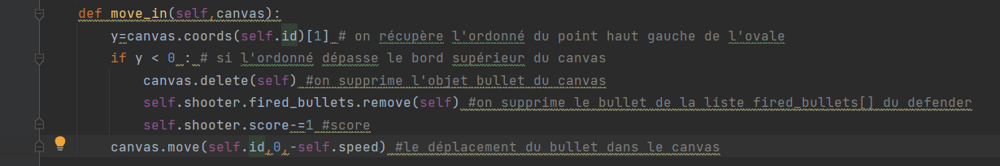 def move_in(self,canvas):
y=canvas.coords(self.id)[1] # on récupère l'ordonné du point haut gauche de l'ovale
if y < 0 : # si l'ordonné dépasse le bord supérieur du canvas
canvas.delete(self) #on supprime l'objet bullet du canvas
self.shooter.fired_bullets.remove(self) #on supprime le bullet de la liste fired_bullets[] du defender
self.shooter.score-=1 #score
canvas.move(self.id,0,-self.speed) #le déplacement du bullet dans le canvas